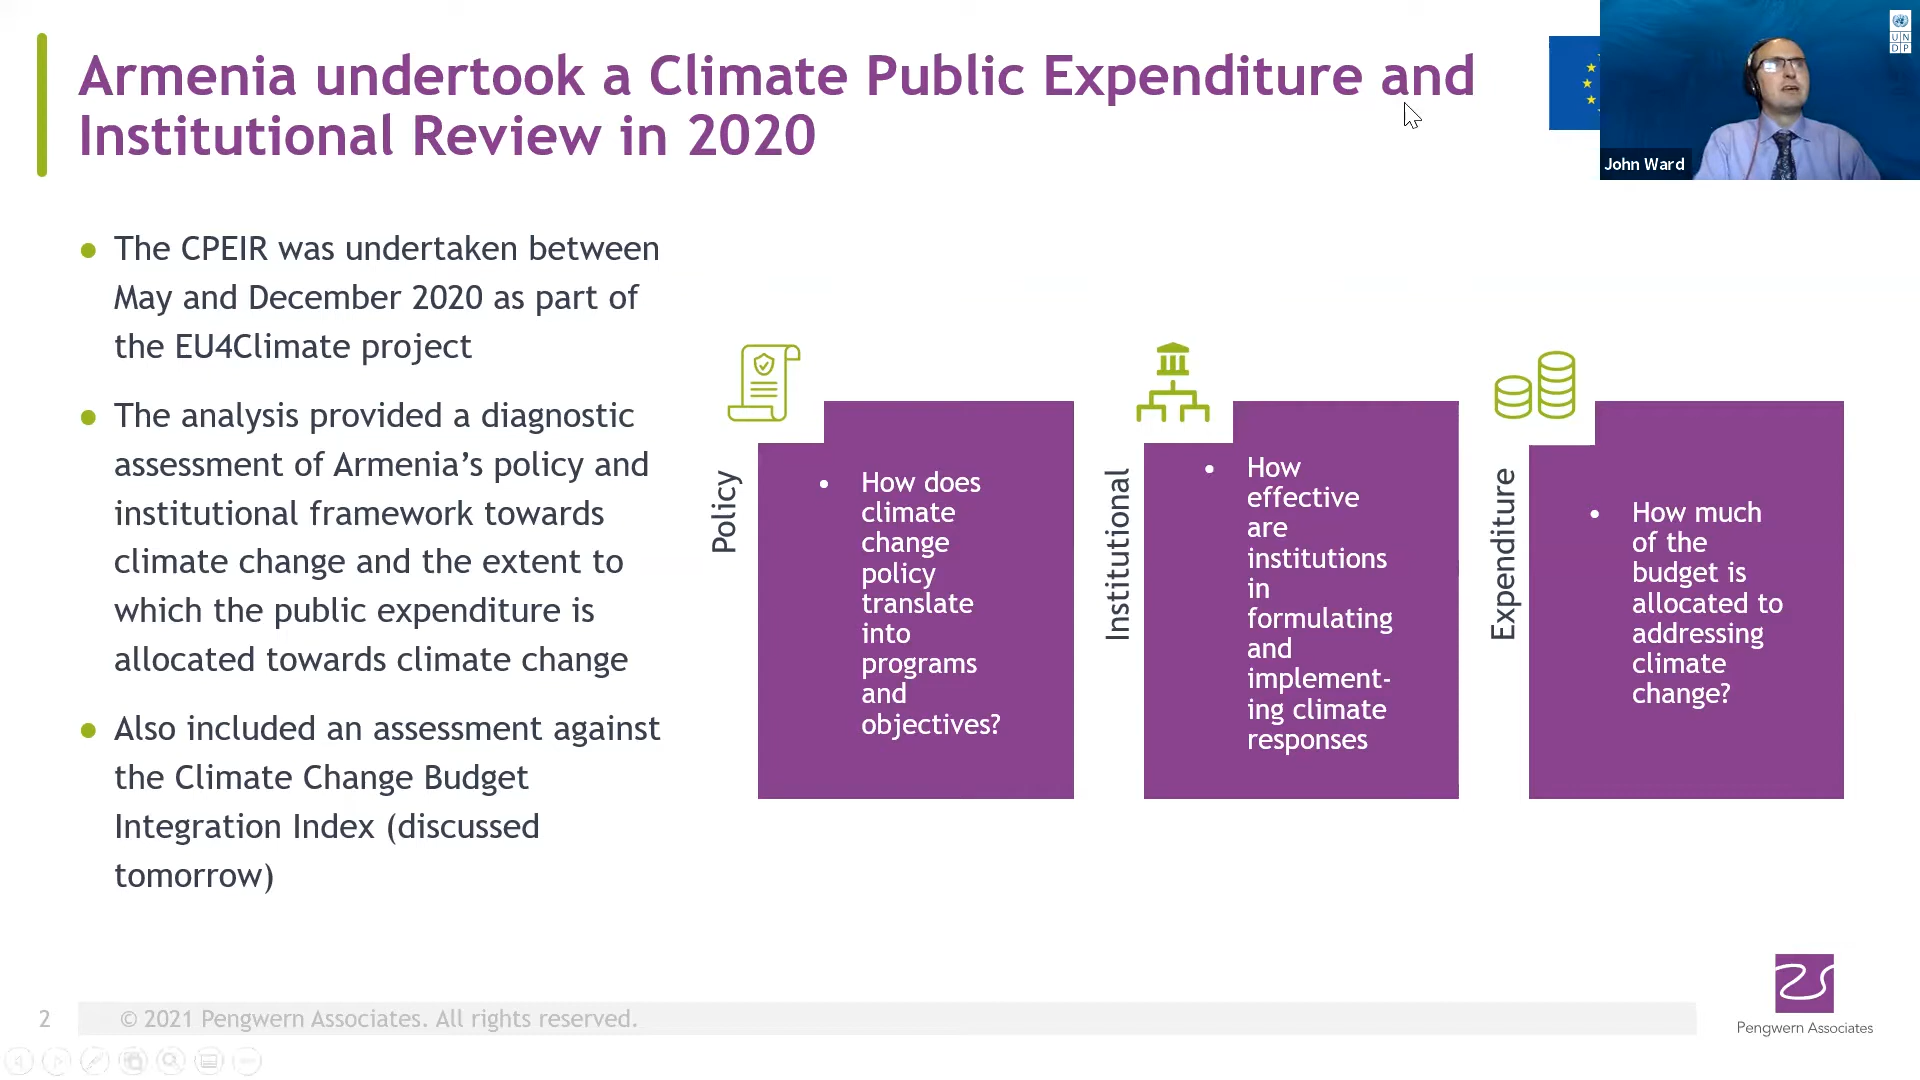 Armenia undertook a Climate Public Expenditure and
Institutional Review in 2020
UN
DP
John Ward
The CPEIR was undertaken between
May and December 2020 as part of
the EU4Climate project
The analysis provided a diagnostic
assessment of Armenia’s policy and
institutional framework towards
climate change and the extent to
which the public expenditure is
allocated towards climate change
Also included an assessment against
the Climate Change Budget
Integration Index (discussed
tomorrow)
Policy
How does
climate
change
policy
translate
into
programs
and
objectives?
Institutional
How
effective
are
institutions
in
formulating
and
implement-
ing climate
responses
Expenditure
How much
of the
budget is
allocated to
addressing
climate
change?
Pengwern Associates
2
© 2021 Pengwern Associates. All rights reserved.